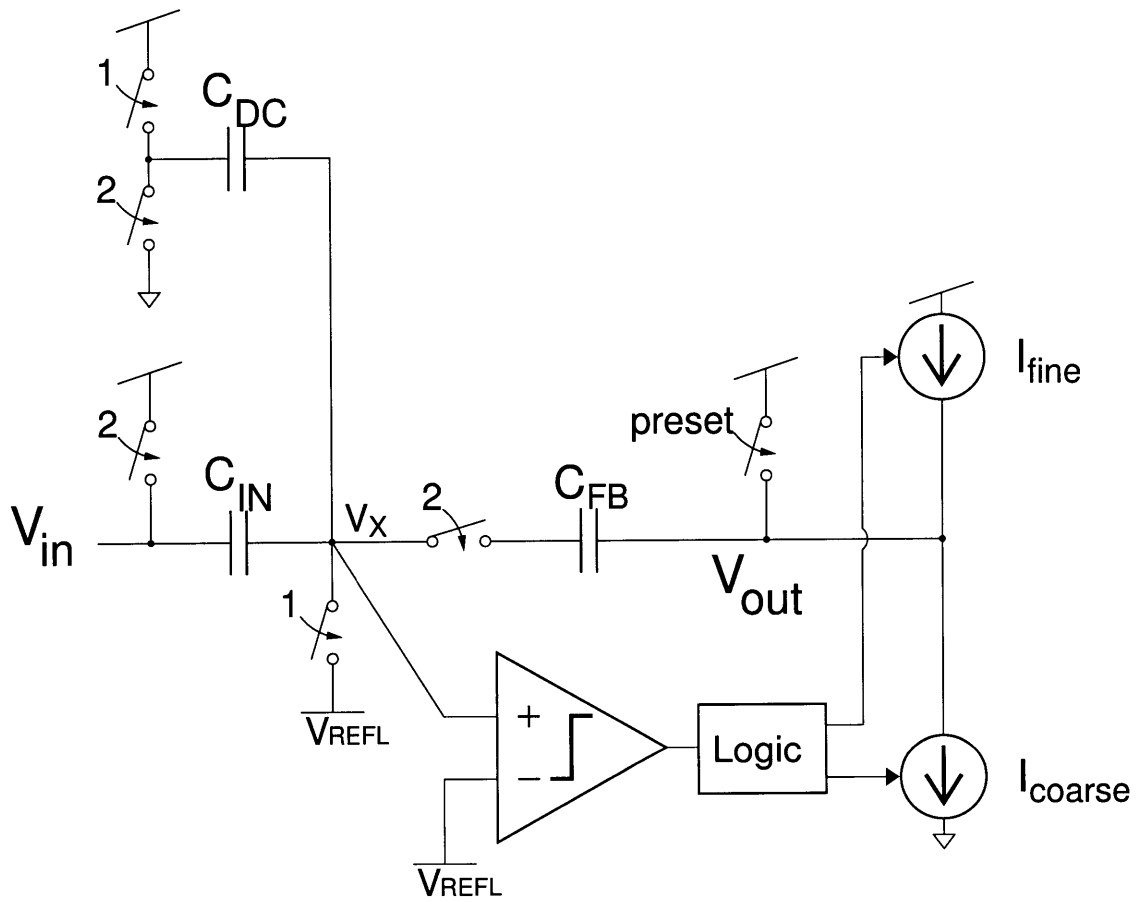 1
C_DC
2
2
C_IN
V_in
V_X
2
C_FB
preset
I_fine
V_out
1
V_REFL
+
−
Logic
I_coarse
V_REFL